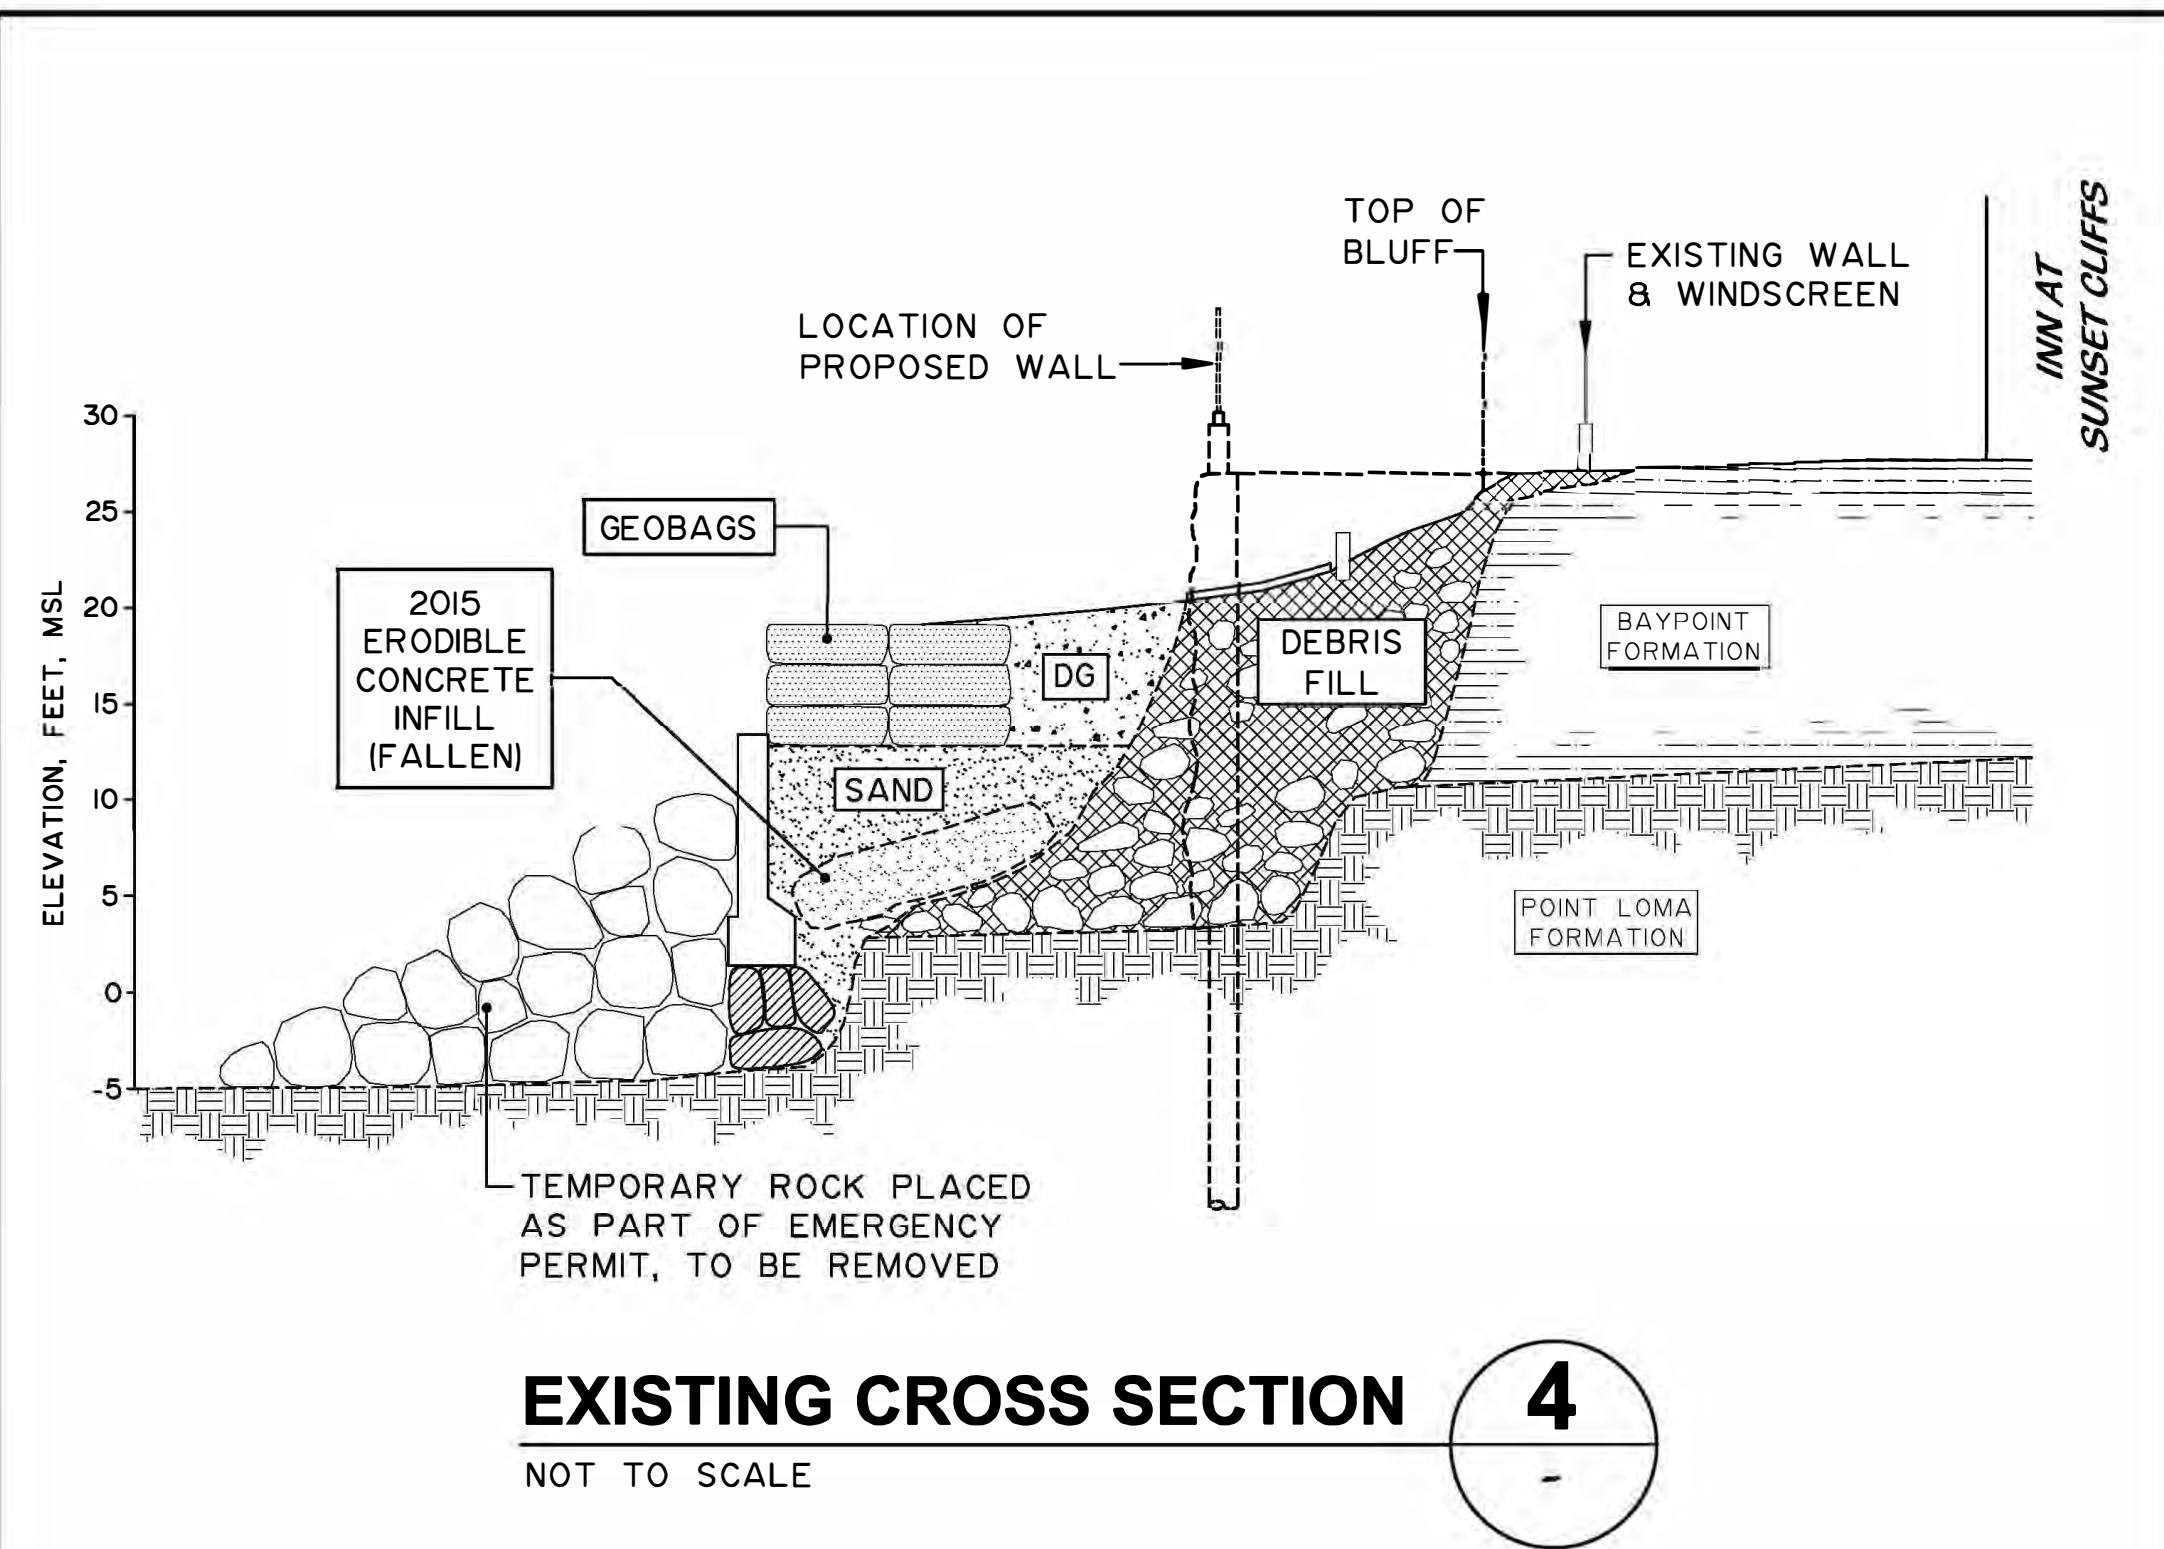 TOP OF
BLUFF
EXISTING WALL
& WINDSCREEN
INN AT
SUNSET CLIFFS
LOCATION OF
PROPOSED WALL
30
25
20
15
10
5
0
-5
ELEVATION, FEET, MSL
GEOBAGS
2015
ERODIBLE
CONCRETE
INFILL
(FALLEN)
DG
DEBRIS
FILL
BAYPOINT
FORMATION
SAND
POINT LOMA
FORMATION
TEMPORARY ROCK PLACED
AS PART OF EMERGENCY
PERMIT, TO BE REMOVED
EXISTING CROSS SECTION
4
-
NOT TO SCALE